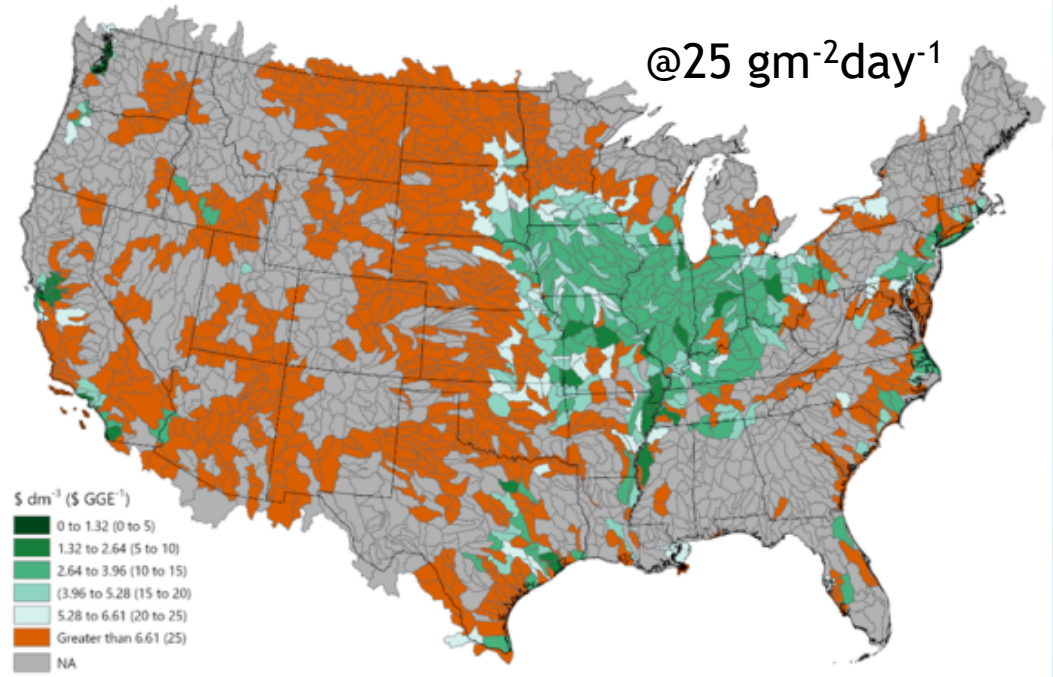 @25 gm⁻²day⁻¹
$ dm⁻³ ($ GGE⁻¹)
0 to 1.32 (0 to 5)
1.32 to 2.64 (5 to 10)
2.64 to 3.96 (10 to 15)
(3.96 to 5.28 (15 to 20)
5.28 to 6.61 (20 to 25)
Greater than 6.61 (25)
NA